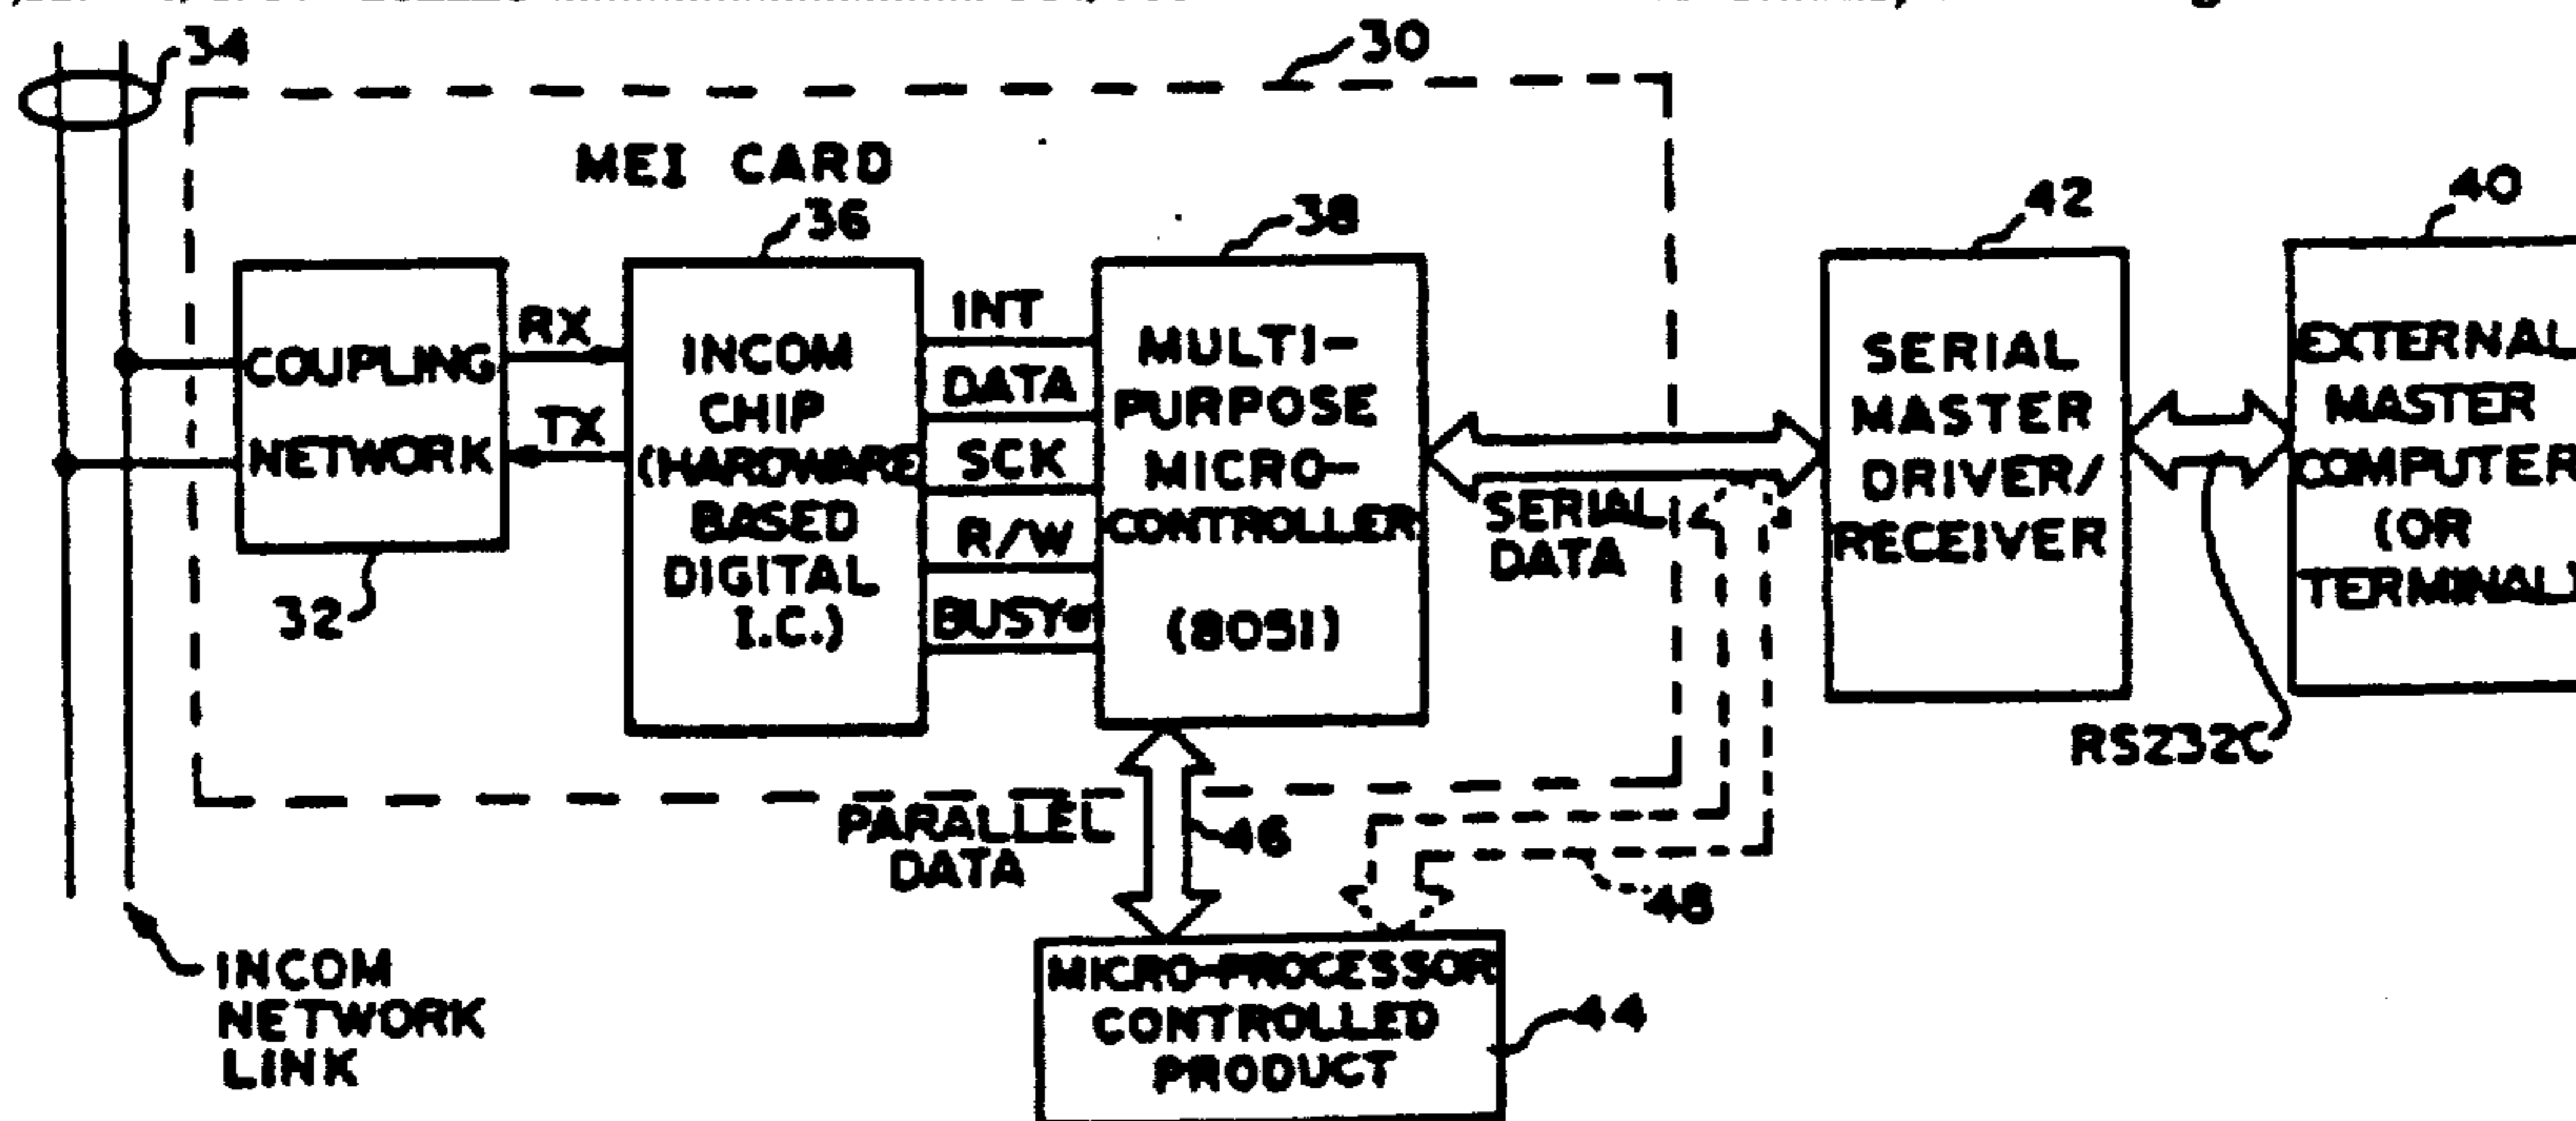 34
30
MEI CARD
36
38
42
40
COUPLING
NETWORK
32
RX
TX
INCOM
CHIP
(HARDWARE
BASED
DIGITAL
I.C.)
INT
DATA
SCK
R/W
BUSY
MULTI-
PURPOSE
MICRO-
CONTROLLER
(8051)
SERIAL
DATA
SERIAL
MASTER
DRIVER/
RECEIVER
EXTERNAL
MASTER
COMPUTER
(OR
TERMINAL)
RS232C
PARALLEL
DATA
46
48
INCOM
NETWORK
LINK
MICRO-PROCESSOR
CONTROLLED
PRODUCT
44